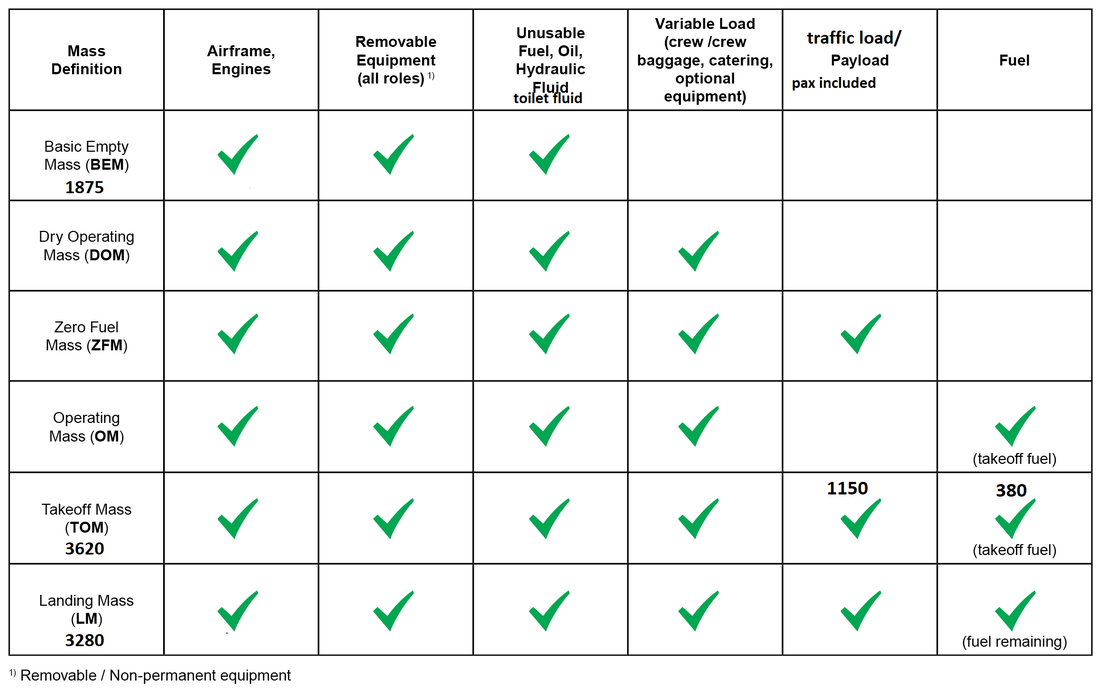 Mass
Definition
Airframe,
Engines
Removable
Equipment
(all roles) 1)
Unusable
Fuel, Oil,
Hydraulic
Fluid
toilet fluid
Variable Load
(crew /crew
baggage, catering,
optional
equipment)
traffic load/
Payload
pax included
Fuel
Basic Empty
Mass (BEM)
1875
Dry Operating
Mass (DOM)
Zero Fuel
Mass (ZFM)
Operating
Mass (OM)
(takeoff fuel)
Takeoff Mass
(TOM)
3620
1150
380
(takeoff fuel)
Landing Mass
(LM)
3280
(fuel remaining)
1) Removable / Non-permanent equipment